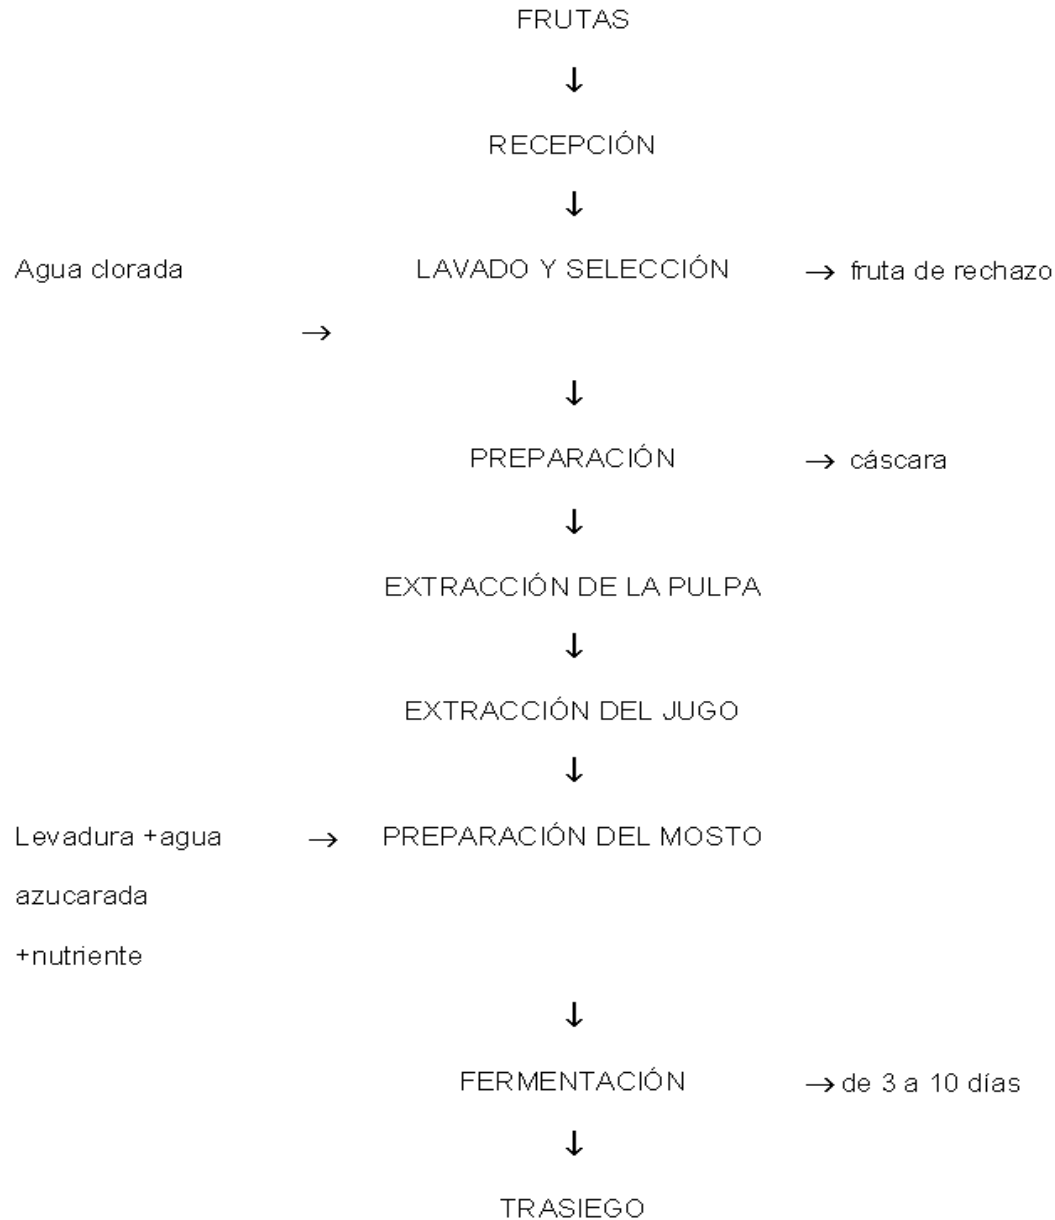 FRUTAS
↓
RECEPCIÓN
↓
Agua clorada LAVADO Y SELECCIÓN → fruta de rechazo
→
↓
PREPARACIÓN → cáscara
↓
EXTRACCIÓN DE LA PULPA
↓
EXTRACCIÓN DEL JUGO
↓
Levadura +agua → PREPARACIÓN DEL MOSTO
azucarada
+nutriente
↓
FERMENTACIÓN → de 3 a 10 días
↓
TRASIEGO